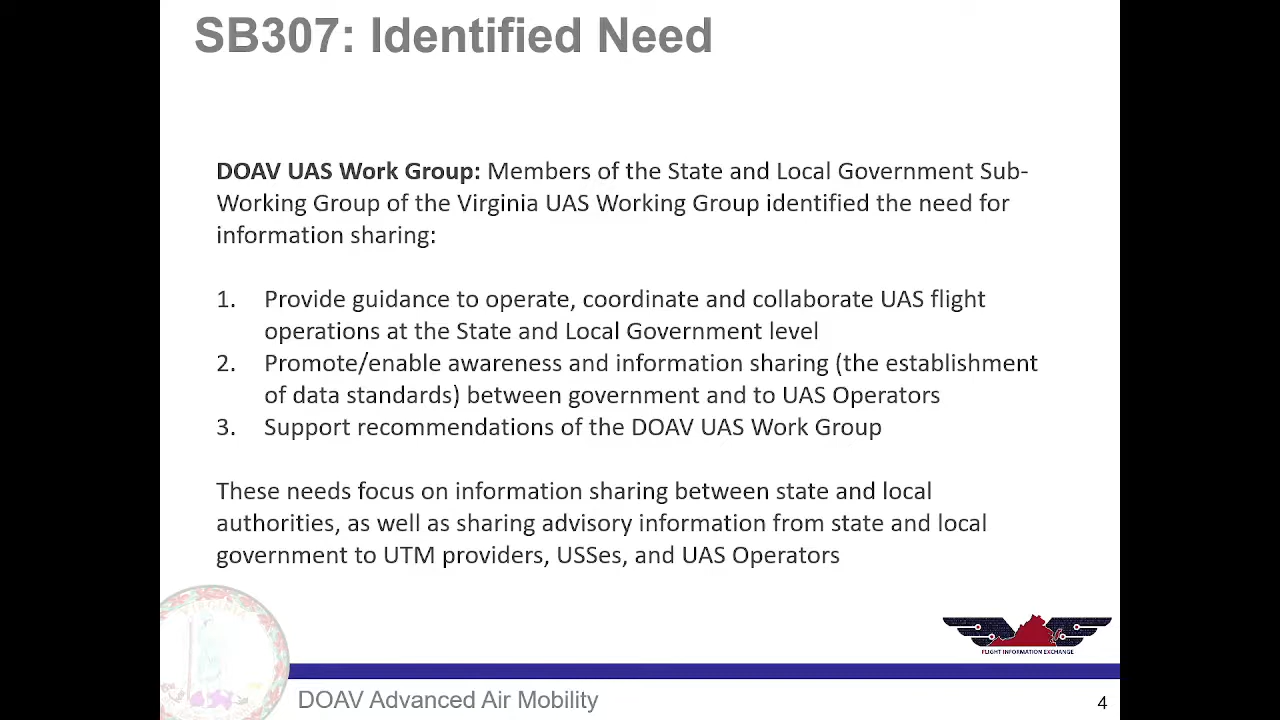 SB307: Identified Need
DOAV UAS Work Group: Members of the State and Local Government Sub-
Working Group of the Virginia UAS Working Group identified the need for
information sharing:
1. Provide guidance to operate, coordinate and collaborate UAS flight
operations at the State and Local Government level
2. Promote/enable awareness and information sharing (the establishment
of data standards) between government and to UAS Operators
3. Support recommendations of the DOAV UAS Work Group
These needs focus on information sharing between state and local
authorities, as well as sharing advisory information from state and local
government to UTM providers, USSes, and UAS Operators
VIRGINIA
FLIGHT INFORMATION EXCHANGE
DOAV Advanced Air Mobility
4